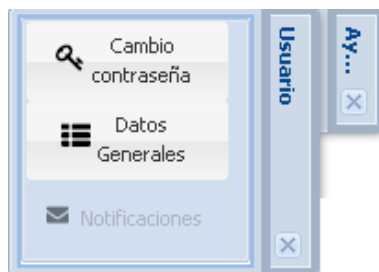 Cambio
contraseña
Datos
Generales
Notificaciones
Usuario
Ay...